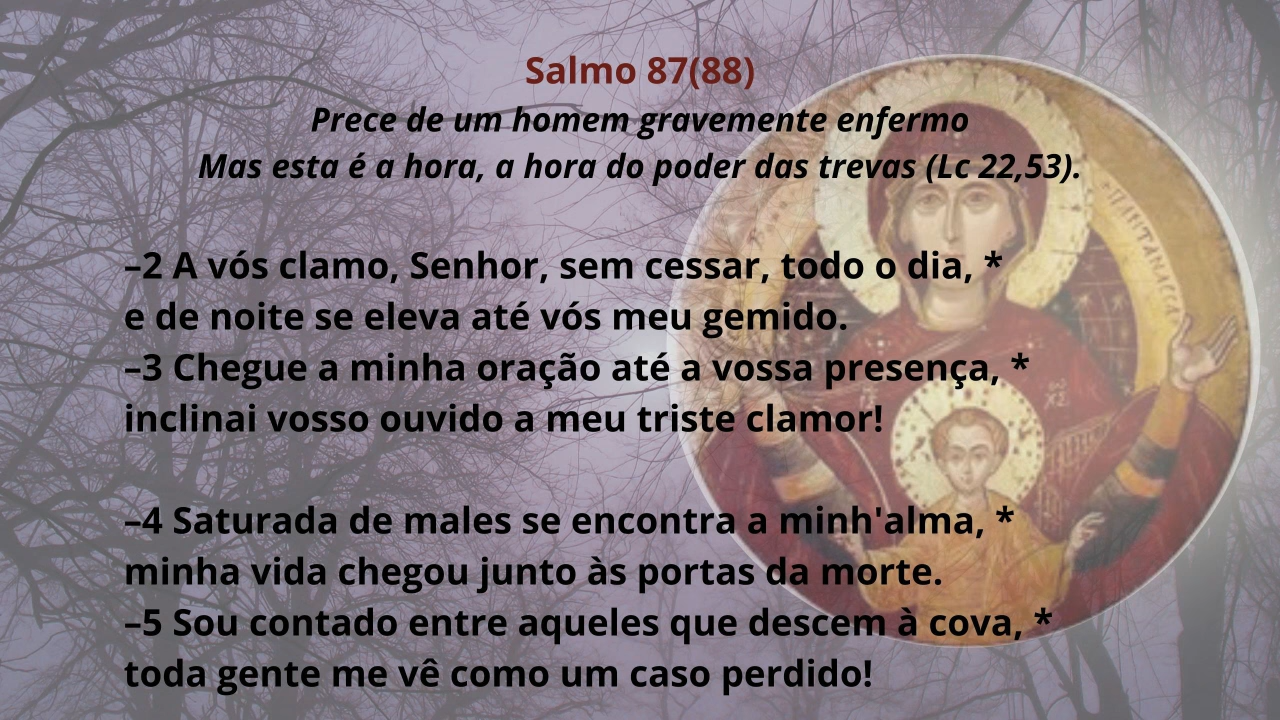 Salmo 87(88)
Prece de um homem gravemente enfermo
Mas esta é a hora, a hora do poder das trevas (Lc 22,53).
–2 A vós clamo, Senhor, sem cessar, todo o dia, *
e de noite se eleva até vós meu gemido.
–3 Chegue a minha oração até a vossa presença, *
inclinai vosso ouvido a meu triste clamor!
–4 Saturada de males se encontra a minh'alma, *
minha vida chegou junto às portas da morte.
–5 Sou contado entre aqueles que descem à cova, *
toda gente me vê como um caso perdido!